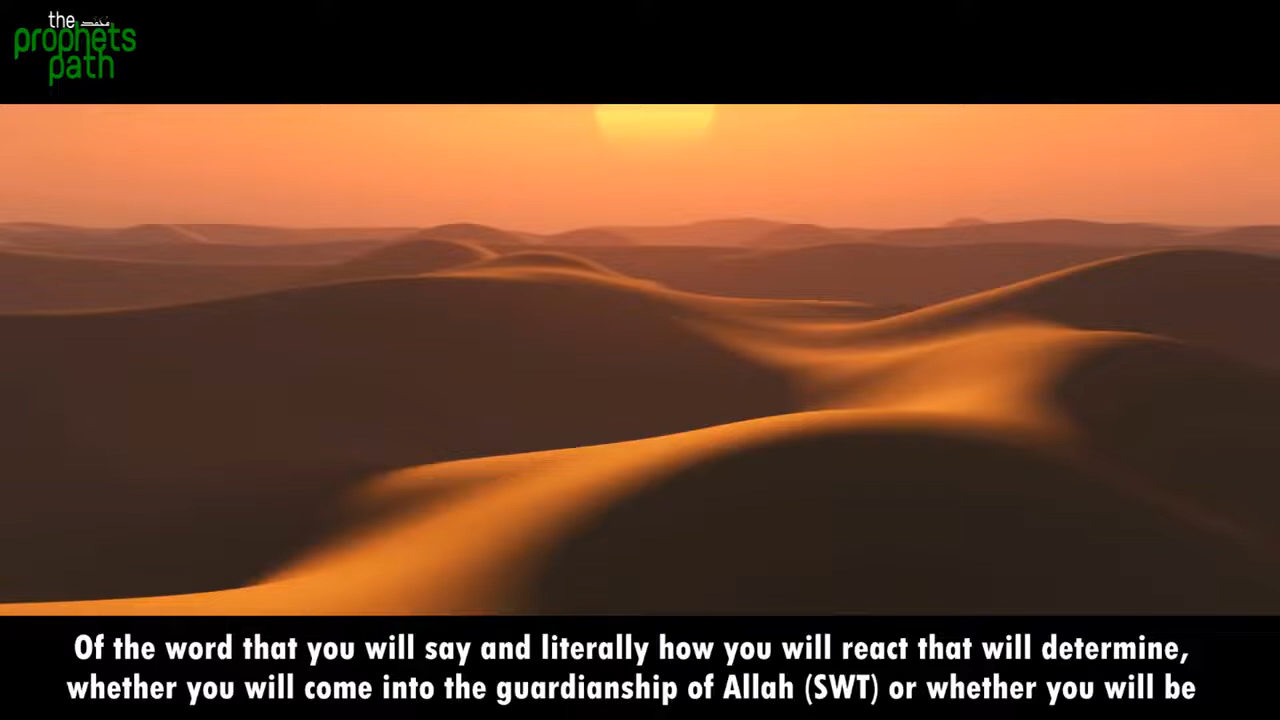 the محمد
prophets
path
Of the word that you will say and literally how you will react that will determine,
whether you will come into the guardianship of Allah (SWT) or whether you will be